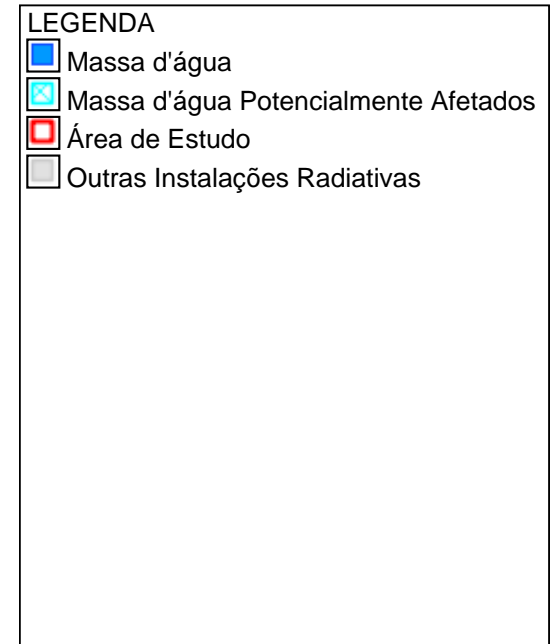 LEGENDA
Massa d'água
Massa d'água Potencialmente Afetados
Área de Estudo
Outras Instalações Radiativas